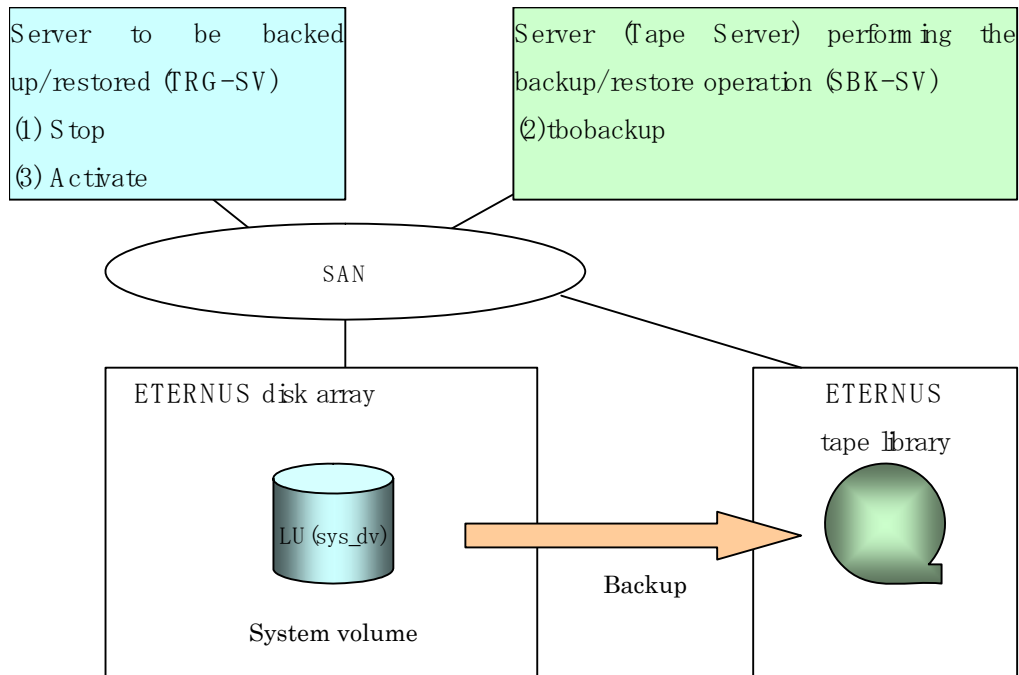 Server to be backed
up/restored (TRG-SV)
(1) Stop
(3) Activate
Server (Tape Server) performing the
backup/restore operation (SBK-SV)
(2)tbobackup
SAN
ETERNUS disk array
LU (sys_dv)
System volume
Backup
ETERNUS
tape library